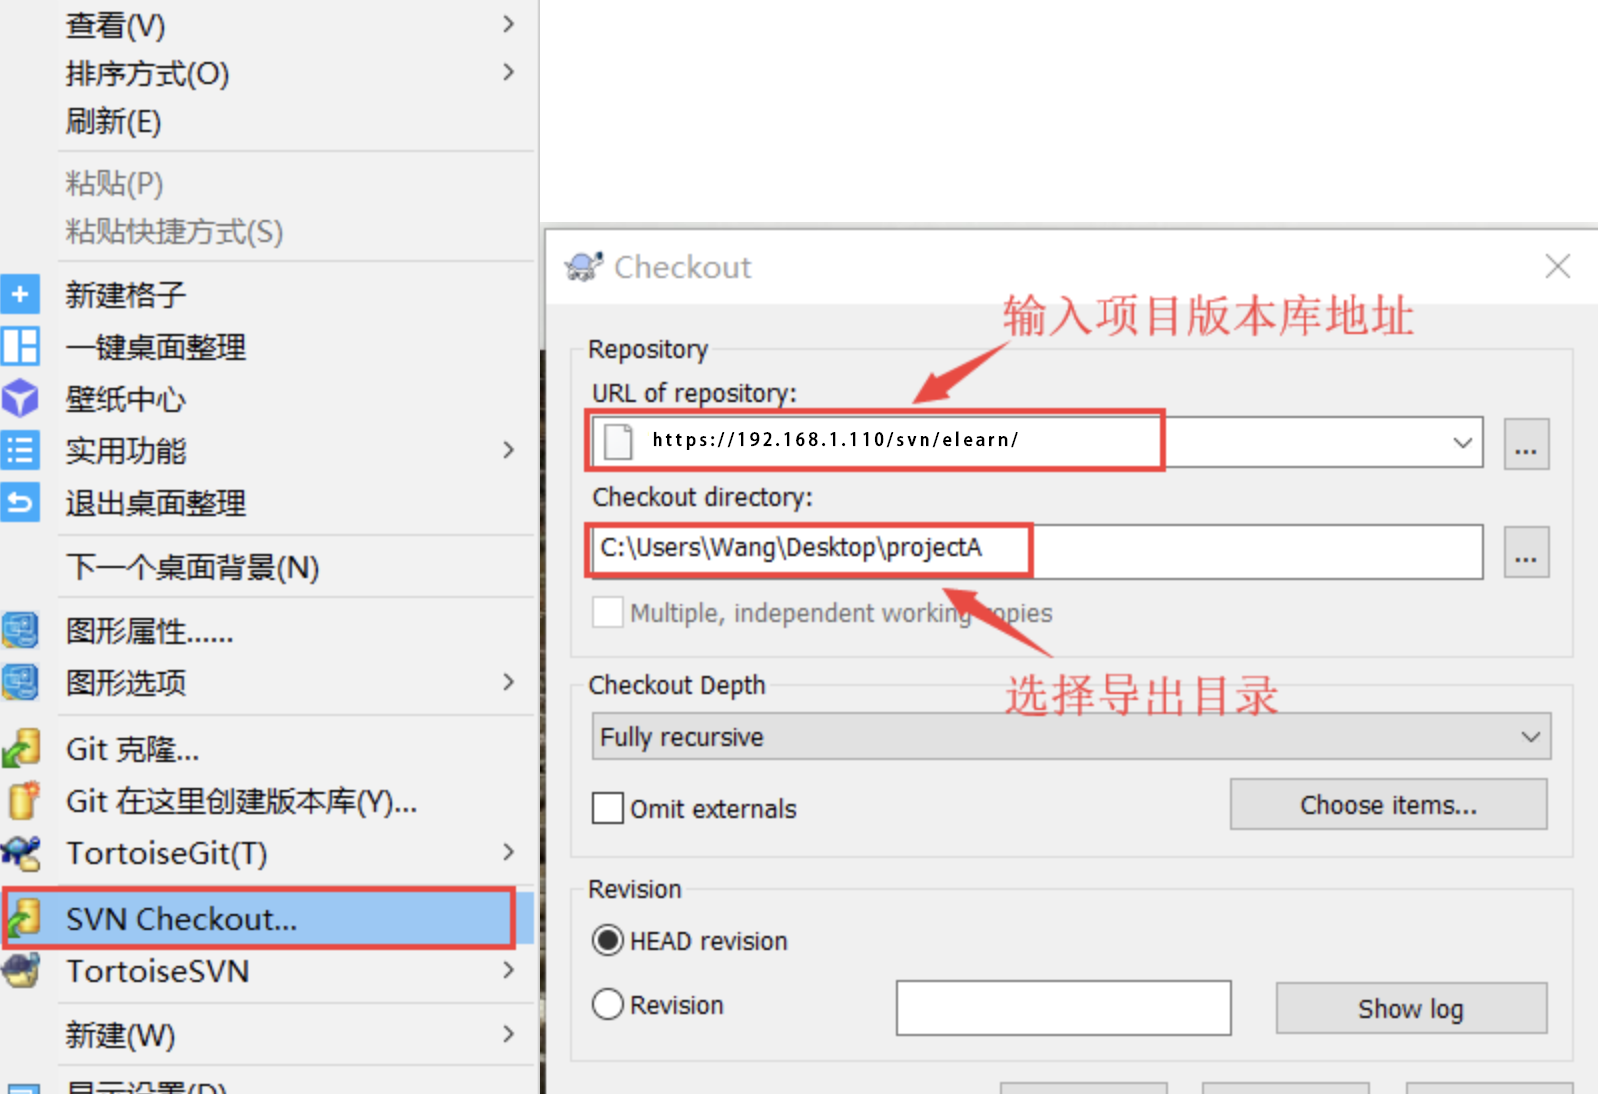 查看(V)
排序方式(O)
刷新(E)
粘贴(P)
粘贴快捷方式(S)
新建格子
一键桌面整理
壁纸中心
实用功能
退出桌面整理
下一个桌面背景(N)
图形属性......
图形选项
Git 克隆...
Git 在这里创建版本库(Y)...
TortoiseGit(T)
SVN Checkout...
TortoiseSVN
新建(W)
显示设置(D)
Checkout
输入项目版本库地址
Repository
URL of repository:
https://192.168.1.110/svn/elearn/
...
Checkout directory:
C:\Users\Wang\Desktop\projectA
...
Multiple, independent working copies
选择导出目录
Checkout Depth
Fully recursive
Omit externals
Choose items...
Revision
HEAD revision
Revision
Show log